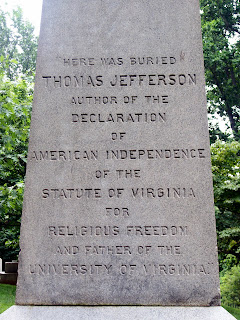 "HERE WAS BURIED
THOMAS JEFFERSON
AUTHOR OF THE
DECLARATION
OF
AMERICAN INDEPENDENCE
OF THE
STATUTE OF VIRGINIA
FOR
RELIGIOUS FREEDOM
AND FATHER OF THE
UNIVERSITY OF VIRGINIA."